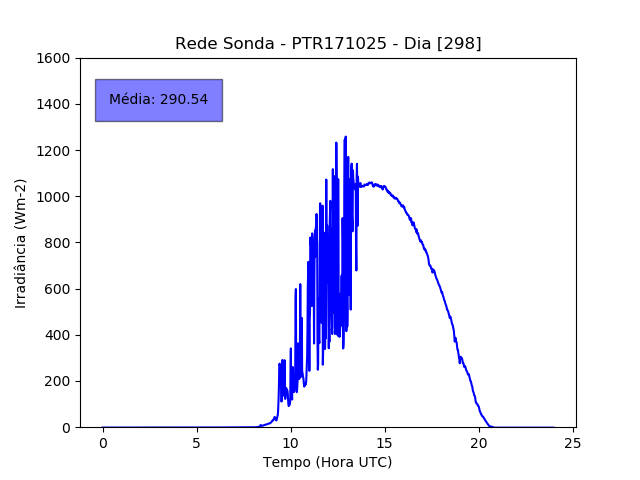 Rede Sonda - PTR171025 - Dia [298]
1600
1400
1200
1000
800
600
400
200
0
Média: 290.54
Irradiância (Wm-2)
0 5 10 15 20 25
Tempo (Hora UTC)